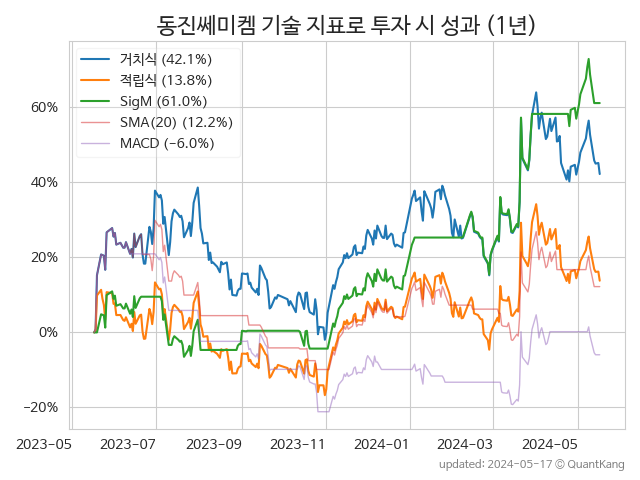 동진쎄미켐 기술 지표로 투자 시 성과 (1년)
거치식 (42.1%)
적립식 (13.8%)
SigM (61.0%)
SMA(20) (12.2%)
MACD (−6.0%)
60%
40%
20%
0%
−20%
2023-05 2023-07 2023-09 2023-11 2024-01 2024-03 2024-05
updated: 2024-05-17 © QuantKang